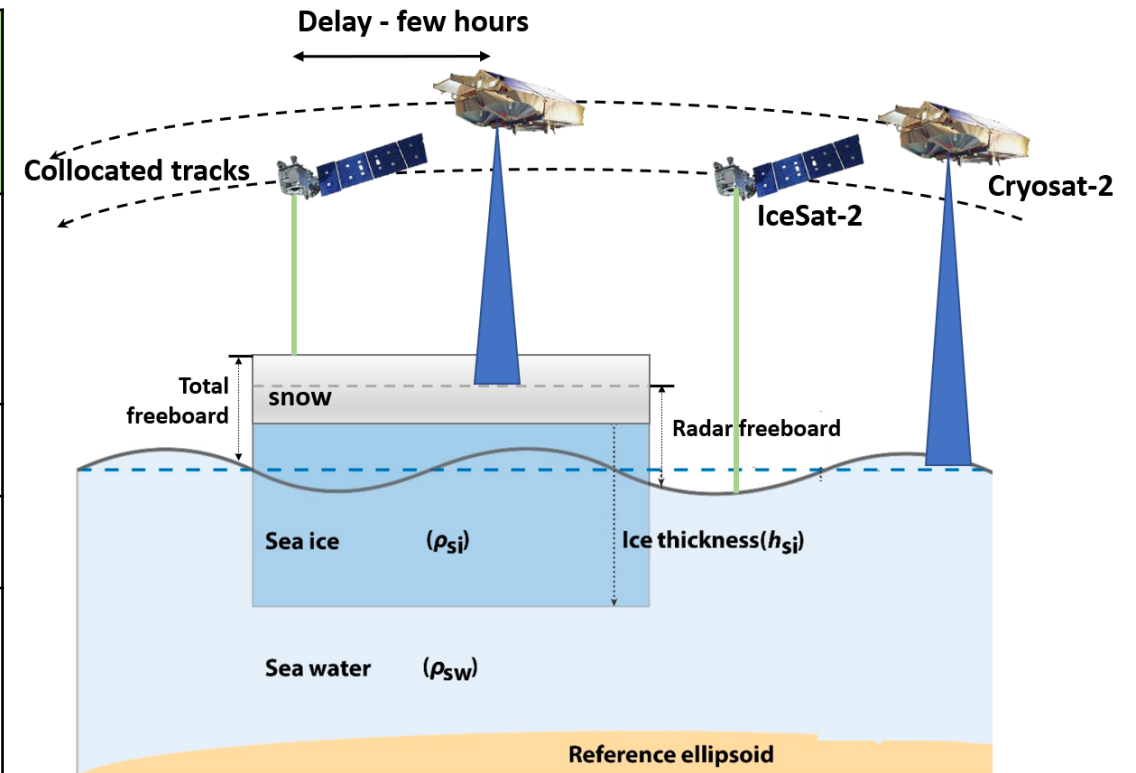 Delay - few hours
Collocated tracks
Cryosat-2
IceSat-2
Total
freeboard
snow
Radar freeboard
Sea ice (ρsi)
Ice thickness(hsi)
Sea water (ρsw)
Reference ellipsoid